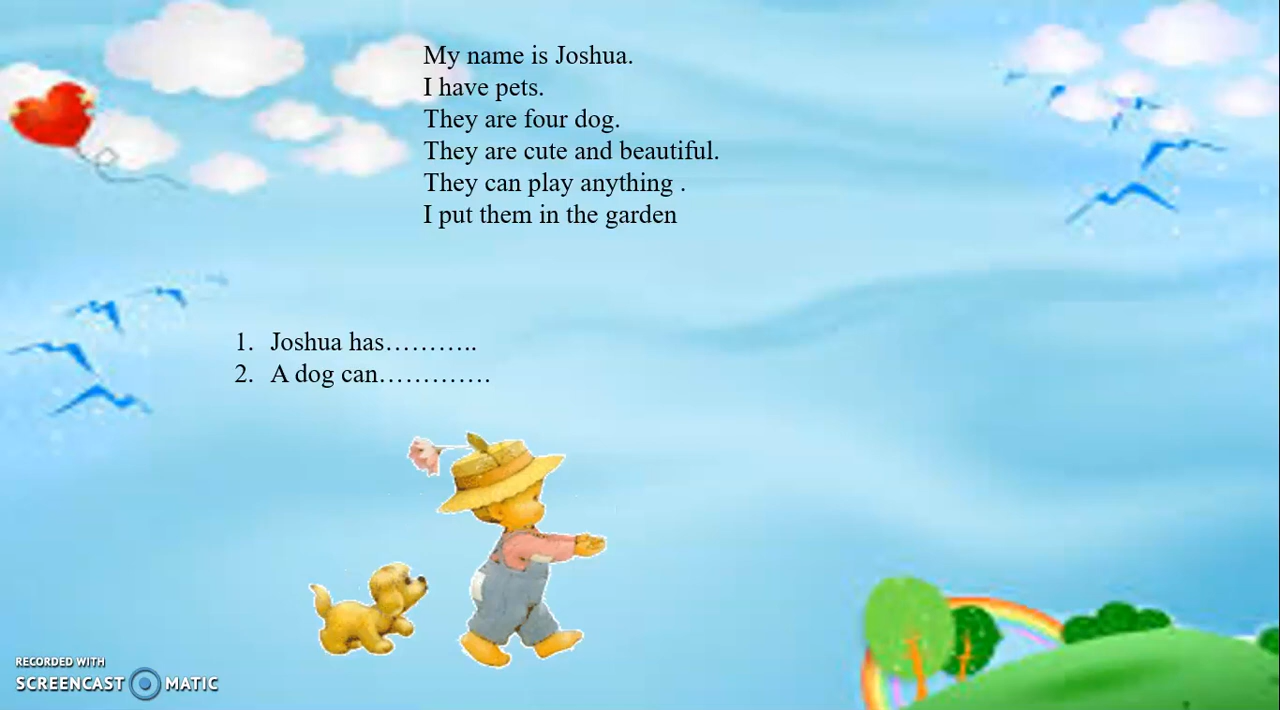 My name is Joshua.
I have pets.
They are four dog.
They are cute and beautiful.
They can play anything .
I put them in the garden
1. Joshua has………..
2. A dog can………….
RECORDED WITH
SCREENCAST MATIC